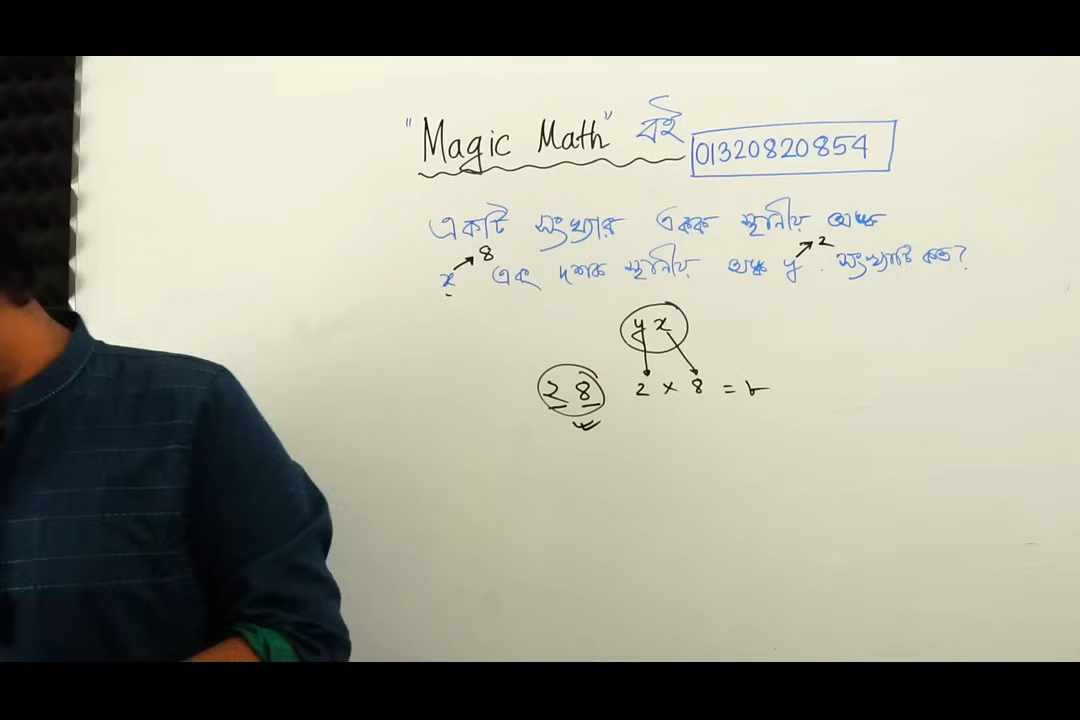 "Magic Math" বই 01320820854
একটি সংখ্যার একক স্থানীয় অঙ্ক
x ৪ এবং দশক স্থানীয় অঙ্ক y ২ . সংখ্যাটি কত?
yx
২৪ ২ × ৪ = ৮